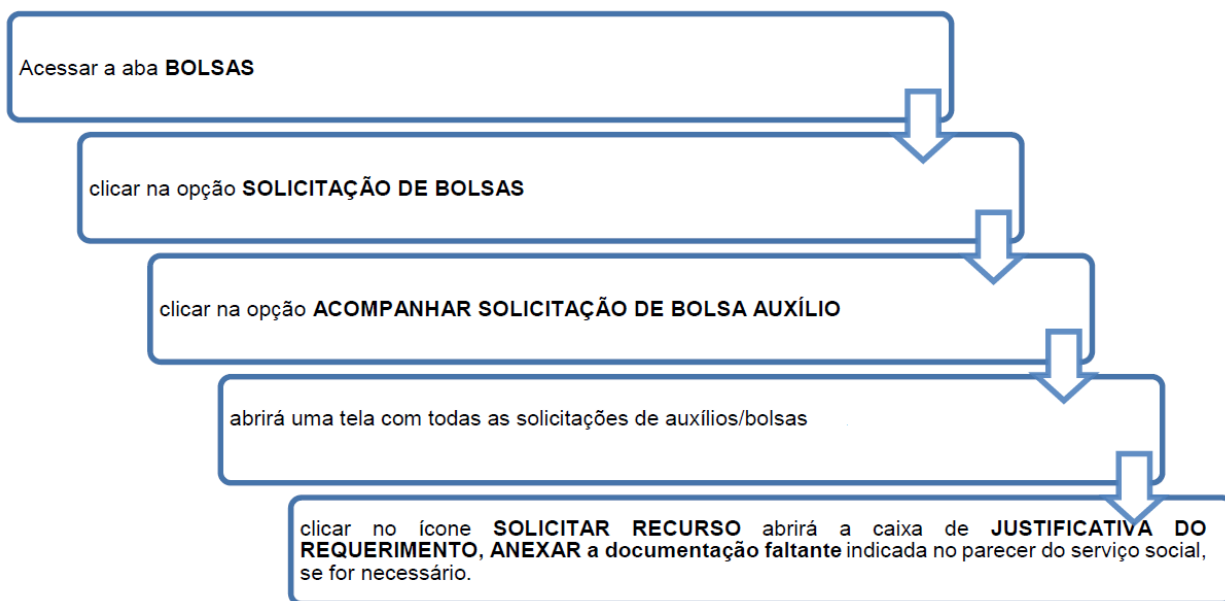 Acessar a aba BOLSAS
clicar na opção SOLICITAÇÃO DE BOLSAS
clicar na opção ACOMPANHAR SOLICITAÇÃO DE BOLSA AUXÍLIO
abrirá uma tela com todas as solicitações de auxílios/bolsas
clicar no ícone SOLICITAR RECURSO abrirá a caixa de JUSTIFICATIVA DO
REQUERIMENTO, ANEXAR a documentação faltante indicada no parecer do serviço social,
se for necessário.